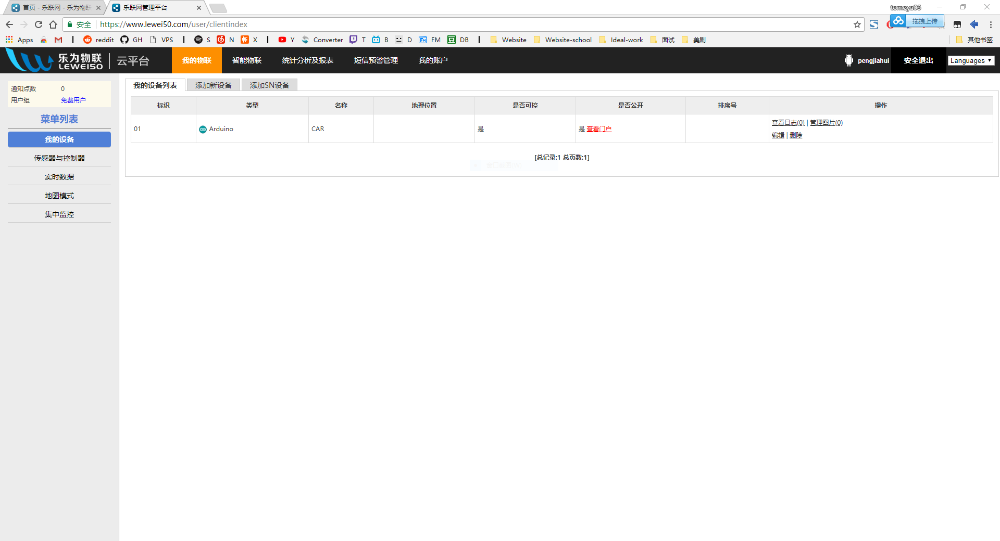 首页 - 乐联网 - 乐为物联
乐联网管理平台
tomoya06
安全
https://www.lewei50.com/user/clientindex
拖拽上传
Apps
reddit
GH
VPS
S
N
X
Y
Converter
T
B
D
FM
DB
Website
Website-school
Ideal-work
面试
美剧
其他书签
乐为物联
LEWEI50
云平台
我的物联
智能物联
统计分析及报表
短信预警管理
我的账户
pengjiahui
安全退出
Languages
通知点数 0
用户组 免费用户
菜单列表
我的设备
传感器与控制器
实时数据
地图模式
集中监控
我的设备列表
添加新设备
添加SN设备
标识 类型 名称 地理位置 是否可控 是否公开 排序号 操作
01 Arduino CAR 是 是 查看门户
查看日志(0) | 管理图片(0)
编辑 | 删除
[总记录:1 总页数:1]